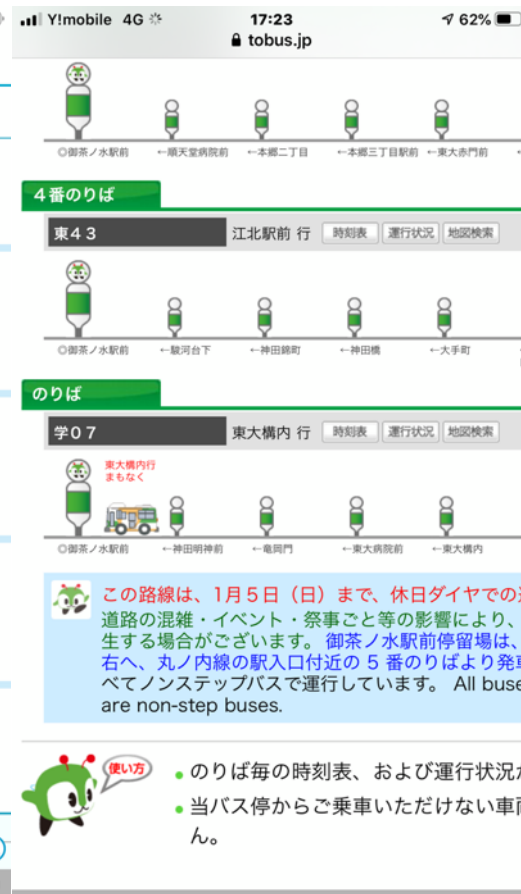 Y!mobile 4G 17:23 62%
tobus.jp
◎御茶ノ水駅前 ←順天堂病院前 ←本郷二丁目 ←本郷三丁目駅前 ←東大赤門前
4番のりば
東43 江北駅前 行 時刻表 運行状況 地図検索
◎御茶ノ水駅前 ←駿河台下 ←神田錦町 ←神田橋 ←大手町
のりば
学07 東大構内 行 時刻表 運行状況 地図検索
東大構内行
まもなく
◎御茶ノ水駅前 ←神田明神前 ←竜岡門 ←東大病院前 ←東大構内
この路線は、1月5日（日）まで、休日ダイヤでの
道路の混雑・イベント・祭事ごと等の影響により、
生する場合がございます。御茶ノ水駅前停留場は、
右へ、丸ノ内線の駅入口付近の 5 番のりばより発
べてノンステップバスで運行しています。 All buse
are non-step buses.
使い方
・のりば毎の時刻表、および運行状況
・当バス停からご乗車いただけない車
ん。